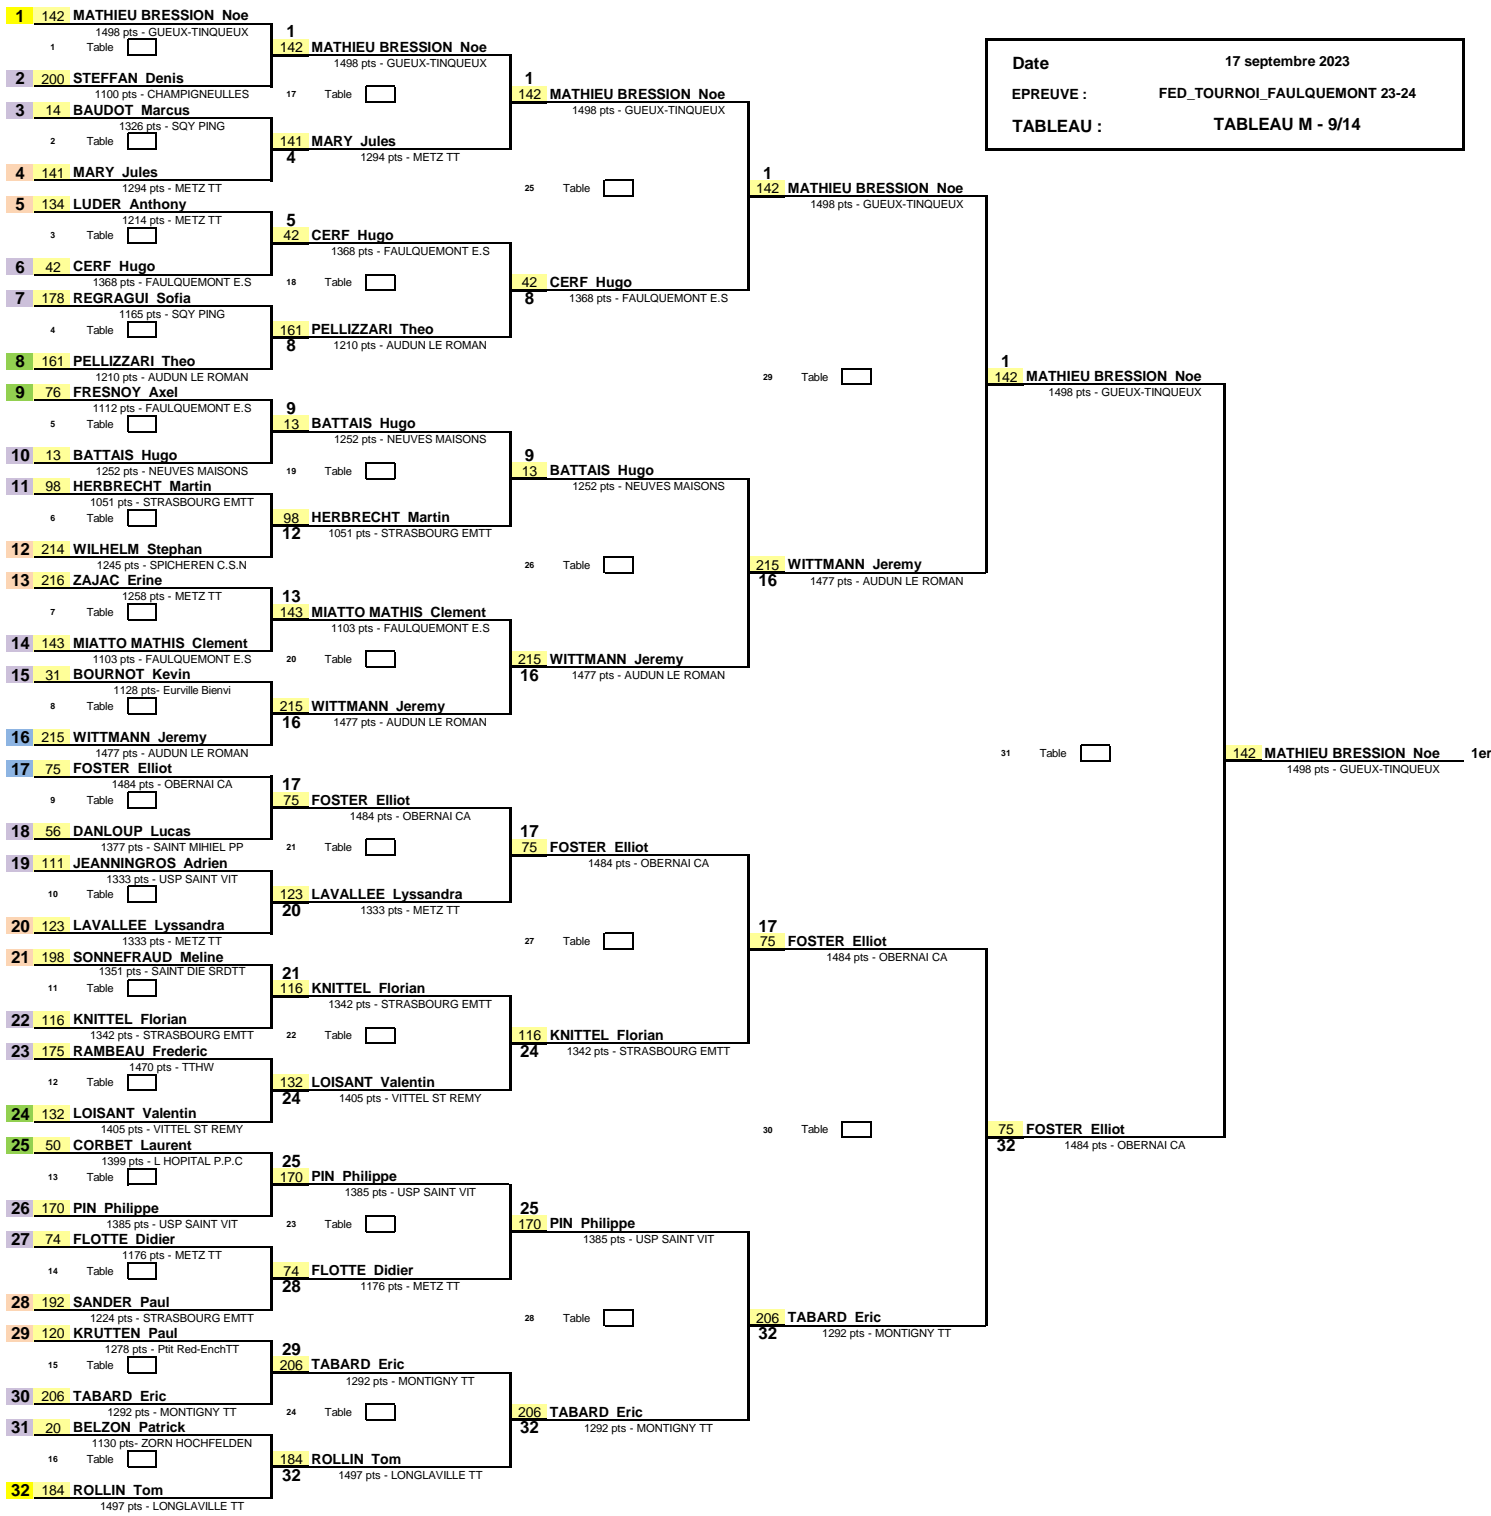 Date 17 septembre 2023
EPREUVE : FED_TOURNOI_FAULQUEMONT 23-24
TABLEAU : TABLEAU M - 9/14
1 142 MATHIEU BRESSION Noe
1498 pts - GUEUX-TINQUEUX
1 Table
2 200 STEFFAN Denis
1100 pts - CHAMPIGNEULLES
3 14 BAUDOT Marcus
1326 pts - SQY PING
2 Table
4 141 MARY Jules
1294 pts - METZ TT
5 134 LUDER Anthony
1214 pts - METZ TT
3 Table
6 42 CERF Hugo
1368 pts - FAULQUEMONT E.S
7 178 REGRAGUI Sofia
1165 pts - SQY PING
4 Table
8 161 PELLIZZARI Theo
1210 pts - AUDUN LE ROMAN
9 76 FRESNOY Axel
1112 pts - FAULQUEMONT E.S
5 Table
10 13 BATTAIS Hugo
1252 pts - NEUVES MAISONS
11 98 HERBRECHT Martin
1051 pts - STRASBOURG EMTT
6 Table
12 214 WILHELM Stephan
1245 pts - SPICHEREN C.S.N
13 216 ZAJAC Erine
1258 pts - METZ TT
7 Table
14 143 MIATTO MATHIS Clement
1103 pts - FAULQUEMONT E.S
15 31 BOURNOT Kevin
1128 pts- Eurville Bienvi
8 Table
16 215 WITTMANN Jeremy
1477 pts - AUDUN LE ROMAN
17 75 FOSTER Elliot
1484 pts - OBERNAI CA
9 Table
18 56 DANLOUP Lucas
1377 pts - SAINT MIHIEL PP
19 111 JEANNINGROS Adrien
1333 pts - USP SAINT VIT
10 Table
20 123 LAVALLEE Lyssandra
1333 pts - METZ TT
21 198 SONNEFRAUD Meline
1351 pts - SAINT DIE SRDTT
11 Table
22 116 KNITTEL Florian
1342 pts - STRASBOURG EMTT
23 175 RAMBEAU Frederic
1470 pts - TTHW
12 Table
24 132 LOISANT Valentin
1405 pts - VITTEL ST REMY
25 50 CORBET Laurent
1399 pts - L HOPITAL P.P.C
13 Table
26 170 PIN Philippe
1385 pts - USP SAINT VIT
27 74 FLOTTE Didier
1176 pts - METZ TT
14 Table
28 192 SANDER Paul
1224 pts - STRASBOURG EMTT
29 120 KRUTTEN Paul
1278 pts - Ptit Red-EnchTT
15 Table
30 206 TABARD Eric
1292 pts - MONTIGNY TT
31 20 BELZON Patrick
1130 pts- ZORN HOCHFELDEN
16 Table
32 184 ROLLIN Tom
1497 pts - LONGLAVILLE TT
1
142 MATHIEU BRESSION Noe
1498 pts - GUEUX-TINQUEUX
17 Table
141 MARY Jules
4 1294 pts - METZ TT
5
42 CERF Hugo
1368 pts - FAULQUEMONT E.S
18 Table
161 PELLIZZARI Theo
8 1210 pts - AUDUN LE ROMAN
9
13 BATTAIS Hugo
1252 pts - NEUVES MAISONS
19 Table
98 HERBRECHT Martin
12 1051 pts - STRASBOURG EMTT
13
143 MIATTO MATHIS Clement
1103 pts - FAULQUEMONT E.S
20 Table
215 WITTMANN Jeremy
16 1477 pts - AUDUN LE ROMAN
17
75 FOSTER Elliot
1484 pts - OBERNAI CA
21 Table
123 LAVALLEE Lyssandra
20 1333 pts - METZ TT
21
116 KNITTEL Florian
1342 pts - STRASBOURG EMTT
22 Table
132 LOISANT Valentin
24 1405 pts - VITTEL ST REMY
25
170 PIN Philippe
1385 pts - USP SAINT VIT
23 Table
74 FLOTTE Didier
28 1176 pts - METZ TT
29
206 TABARD Eric
1292 pts - MONTIGNY TT
24 Table
184 ROLLIN Tom
32 1497 pts - LONGLAVILLE TT
1
142 MATHIEU BRESSION Noe
1498 pts - GUEUX-TINQUEUX
25 Table
42 CERF Hugo
8 1368 pts - FAULQUEMONT E.S
9
13 BATTAIS Hugo
1252 pts - NEUVES MAISONS
26 Table
215 WITTMANN Jeremy
16 1477 pts - AUDUN LE ROMAN
17
75 FOSTER Elliot
1484 pts - OBERNAI CA
27 Table
116 KNITTEL Florian
24 1342 pts - STRASBOURG EMTT
25
170 PIN Philippe
1385 pts - USP SAINT VIT
28 Table
206 TABARD Eric
32 1292 pts - MONTIGNY TT
1
142 MATHIEU BRESSION Noe
1498 pts - GUEUX-TINQUEUX
29 Table
215 WITTMANN Jeremy
16 1477 pts - AUDUN LE ROMAN
17
75 FOSTER Elliot
1484 pts - OBERNAI CA
30 Table
206 TABARD Eric
32 1292 pts - MONTIGNY TT
1
142 MATHIEU BRESSION Noe
1498 pts - GUEUX-TINQUEUX
31 Table
75 FOSTER Elliot
32 1484 pts - OBERNAI CA
142 MATHIEU BRESSION Noe 1er
1498 pts - GUEUX-TINQUEUX